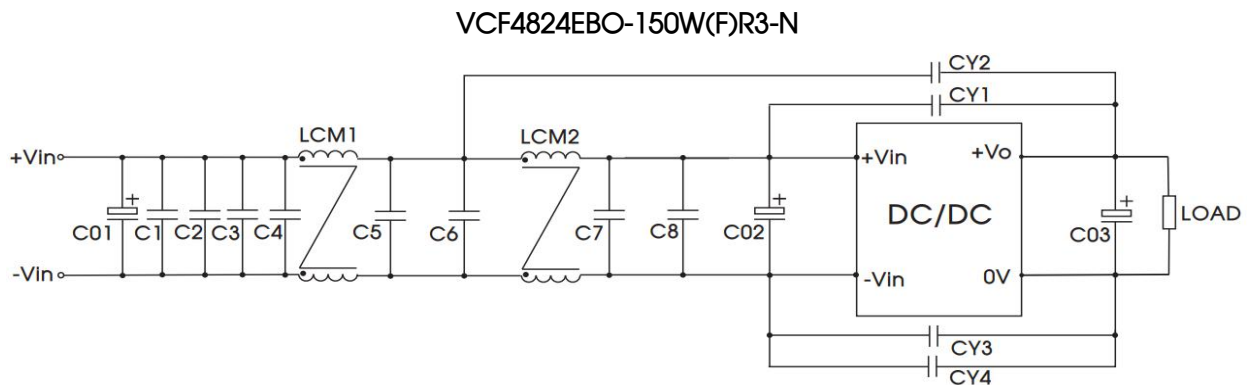 VCF4824EBO-150W(F)R3-N
CY2
CY1
LCM1
LCM2
+Vin
+Vin
+Vo
+
+
+
DC/DC
LOAD
C01
C1
C2
C3
C4
C5
C6
C7
C8
C02
C03
-Vin
-Vin
0V
CY3
CY4